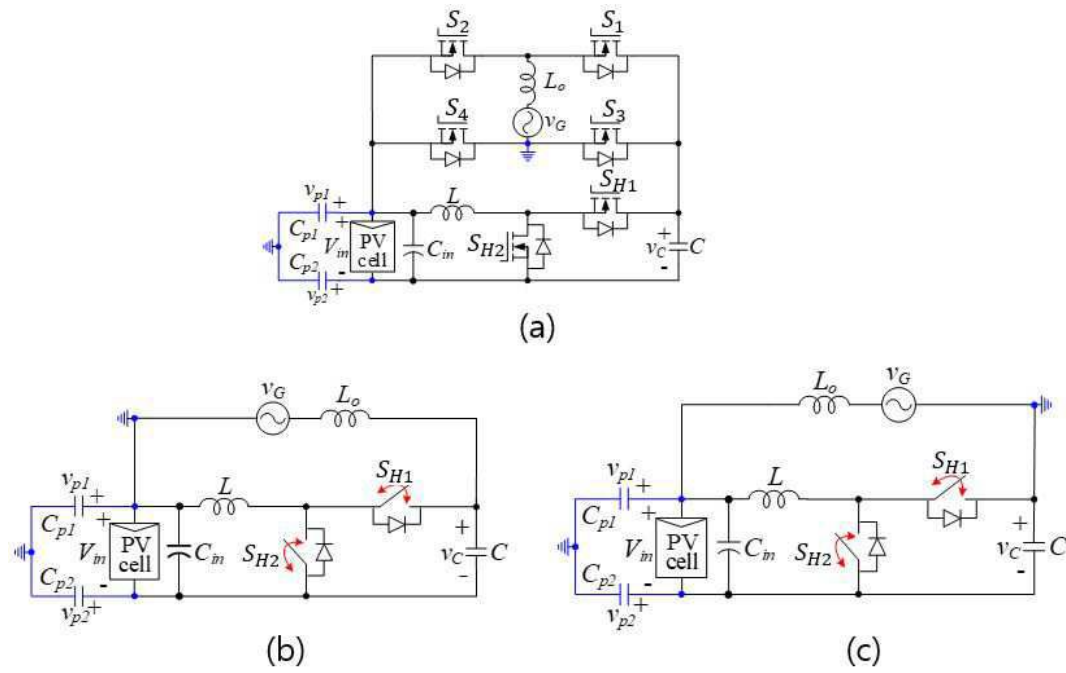 S2 S1
Lo
S4 S3
vG
SH1
vp1 + L
Cp1 + Vin PV cell Cin SH2 + vC C
Cp2 - -
vp2 +
(a)
vG Lo
SH1
vp1 + L
Cp1 + Vin PV cell Cin SH2 + vC C
Cp2 - -
vp2 +
(b)
Lo vG
SH1
vp1 + L
Cp1 + Vin PV cell Cin SH2 + vC C
Cp2 - -
vp2 +
(c)